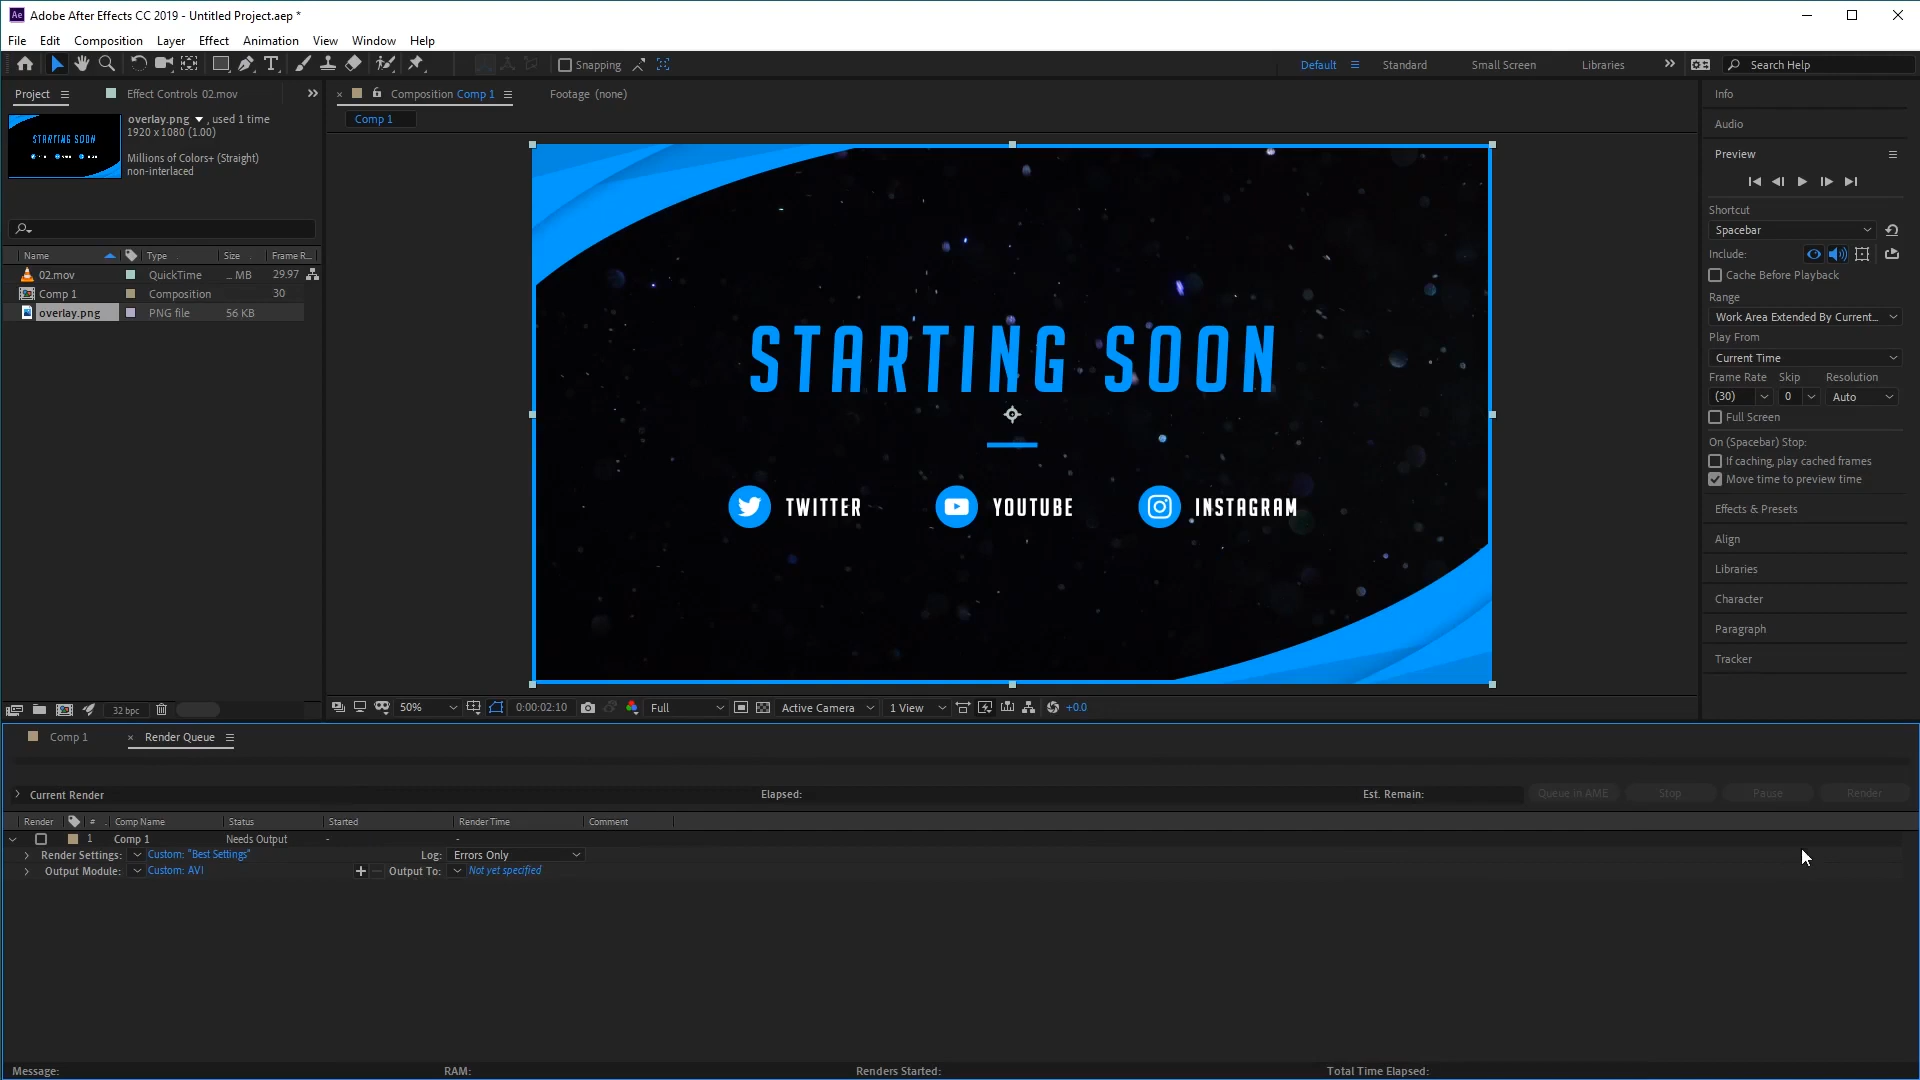 Ae Adobe After Effects CC 2019 - Untitled Project.aep *
File Edit Composition Layer Effect Animation View Window Help
Snapping Default Standard Small Screen Libraries Search Help
Project Effect Controls 02.mov Composition Comp 1 Footage (none)
Comp 1
overlay.png , used 1 time
1920 x 1080 (1.00)
Millions of Colors+ (Straight)
non-interlaced
Name Type Size Frame R...
02.mov QuickTime ... MB 29.97
Comp 1 Composition 30
overlay.png PNG file 56 KB
STARTING SOON
TWITTER YOUTUBE INSTAGRAM
32 bpc
50% 0:00:02:10 Full Active Camera 1 View +0.0
Info
Audio
Preview
Shortcut
Spacebar
Include:
Cache Before Playback
Range
Work Area Extended By Current...
Play From
Current Time
Frame Rate Skip Resolution
(30) 0 Auto
Full Screen
On (Spacebar) Stop:
If caching, play cached frames
Move time to preview time
Effects & Presets
Align
Libraries
Character
Paragraph
Tracker
Comp 1 Render Queue
Current Render Elapsed: Est. Remain: Queue in AME Stop Pause Render
Render # Comp Name Status Started Render Time Comment
1 Comp 1 Needs Output - -
Render Settings: Custom: "Best Settings" Log: Errors Only
Output Module: Custom: AVI Output To: Not yet specified
Message: RAM: Renders Started: Total Time Elapsed: